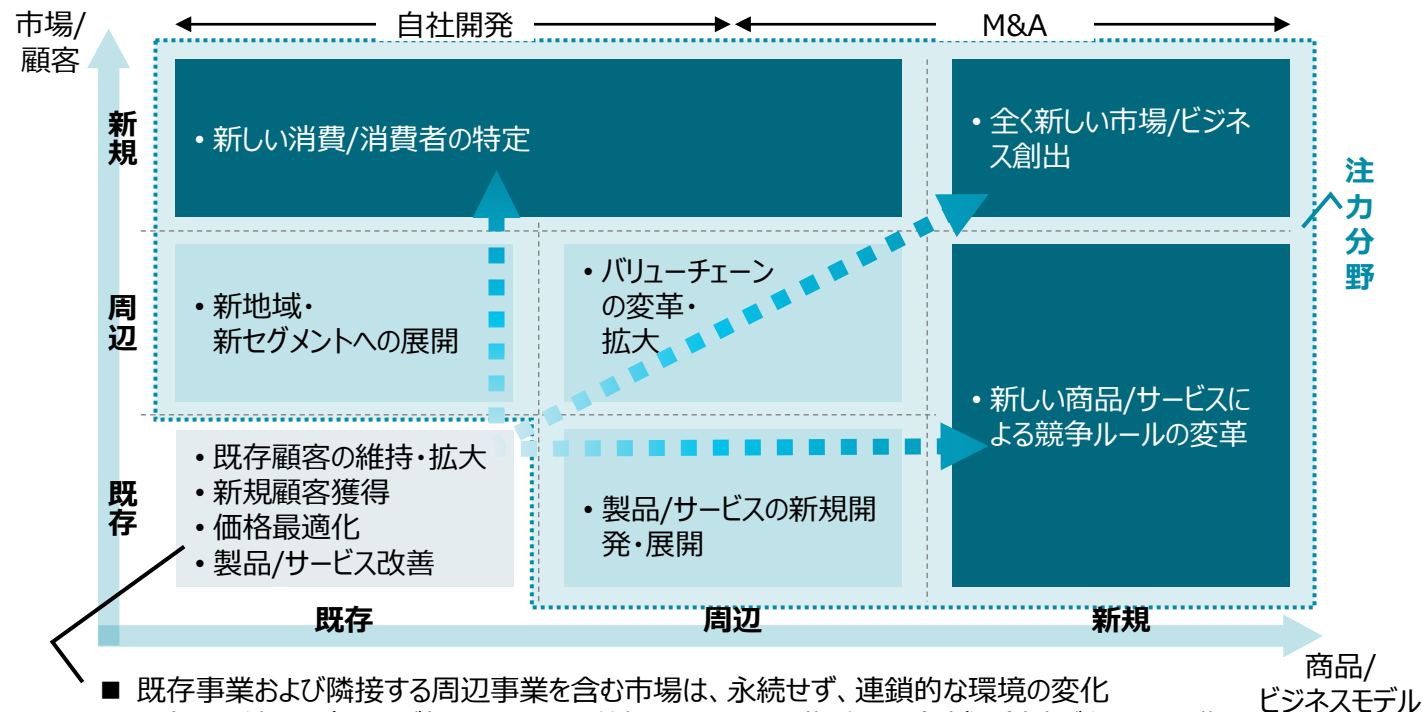 市場/
顧客
自社開発
M&A
新規
• 新しい消費/消費者の特定
• 全く新しい市場/ビジネ
ス創出
注力分野
周辺
• 新地域・
新セグメントへの展開
• バリューチェーン
の変革・
拡大
• 新しい商品/サービスに
よる競争ルールの変革
既存
• 既存顧客の維持・拡大
• 新規顧客獲得
• 価格最適化
• 製品/サービス改善
• 製品/サービスの新規開
発・展開
既存
周辺
新規
商品/
ビジネスモデル
■ 既存事業および隣接する周辺事業を含む市場は、永続せず、連鎖的な環境の変化